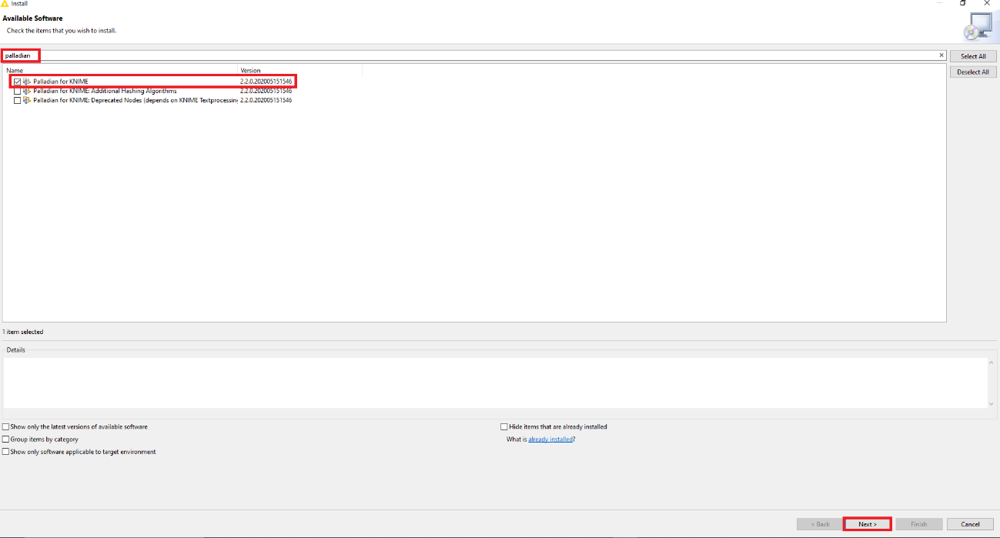 Install
Available Software
Check the items that you wish to install.
palladian
Select All
Deselect All
Name Version
Palladian for KNIME 2.2.0.202005151546
Palladian for KNIME: Additional Hashing Algorithms 2.2.0.202005151546
Palladian for KNIME: Deprecated Nodes (depends on KNIME Textprocessing 2.2.0.202005151546
1 item selected
Details
Show only the latest versions of available software
Hide items that are already installed
Group items by category
What is already installed?
Show only software applicable to target environment
< Back Next > Finish Cancel